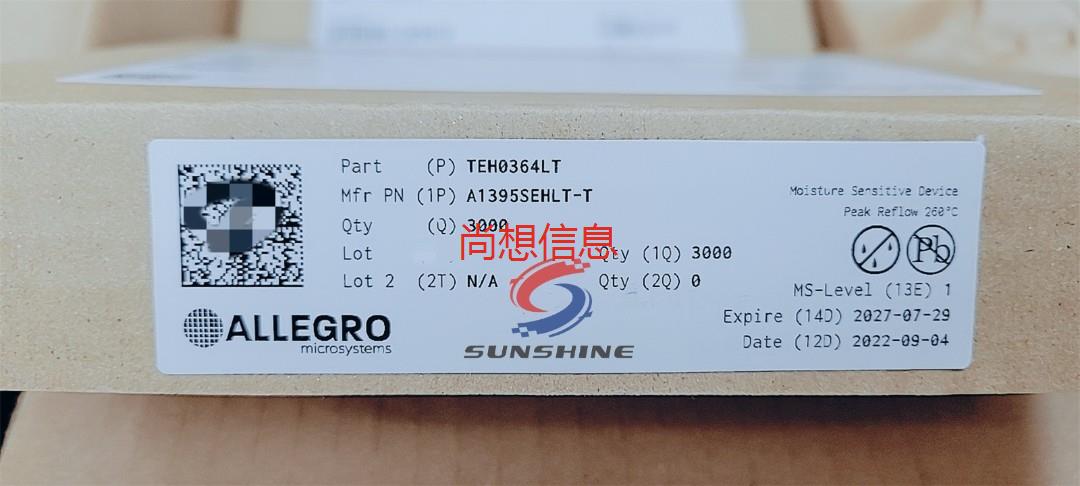 Part (P) TEH0364LT
Mfr PN (1P) A1395SEHLT-T
Qty (Q) 3000
尚想信息
Lot Qty (1Q) 3000
Lot 2 (2T) N/A Qty (2Q) 0
ALLEGRO
microsystems
SUNSHINE
Moisture Sensitive Device
Peak Reflow 260°C
Pb
MS-Level (13E) 1
Expire (14D) 2027-07-29
Date (12D) 2022-09-04